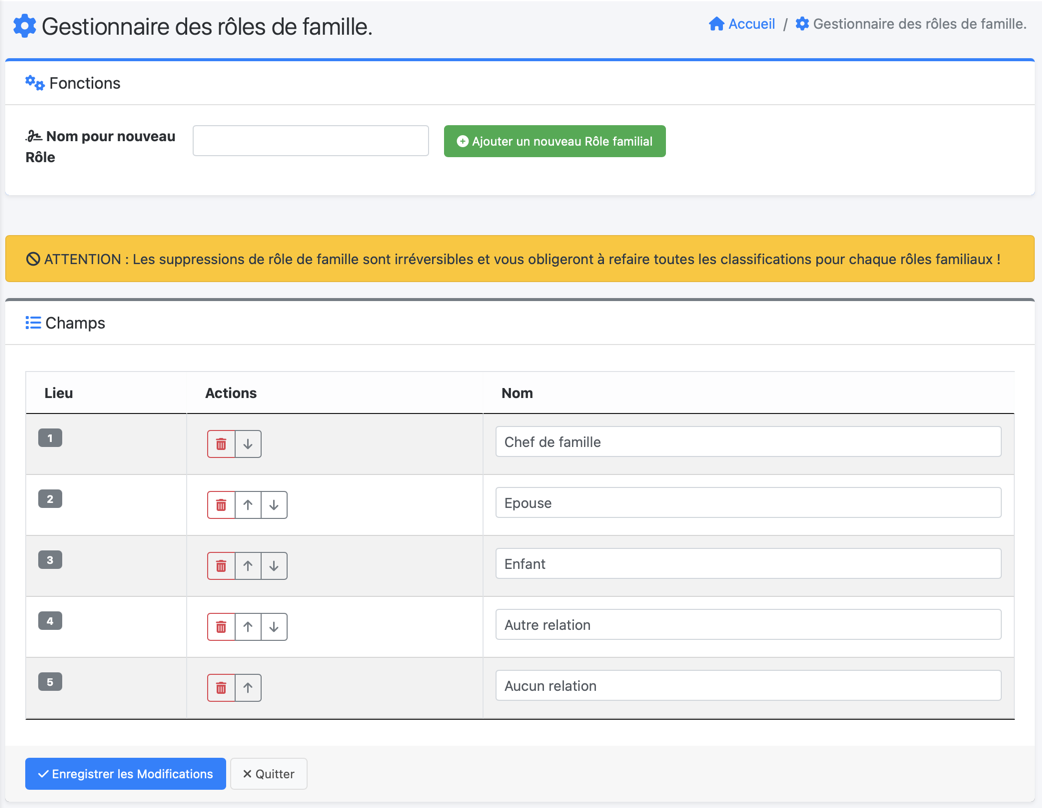 Gestionnaire des rôles de famille.
Accueil / Gestionnaire des rôles de famille.
Fonctions
Nom pour nouveau
Rôle
Ajouter un nouveau Rôle familial
ATTENTION : Les suppressions de rôle de famille sont irréversibles et vous obligeront à refaire toutes les classifications pour chaque rôles familiaux !
Champs
Lieu Actions Nom
1 Chef de famille
2 Epouse
3 Enfant
4 Autre relation
5 Aucun relation
Enregistrer les Modifications Quitter